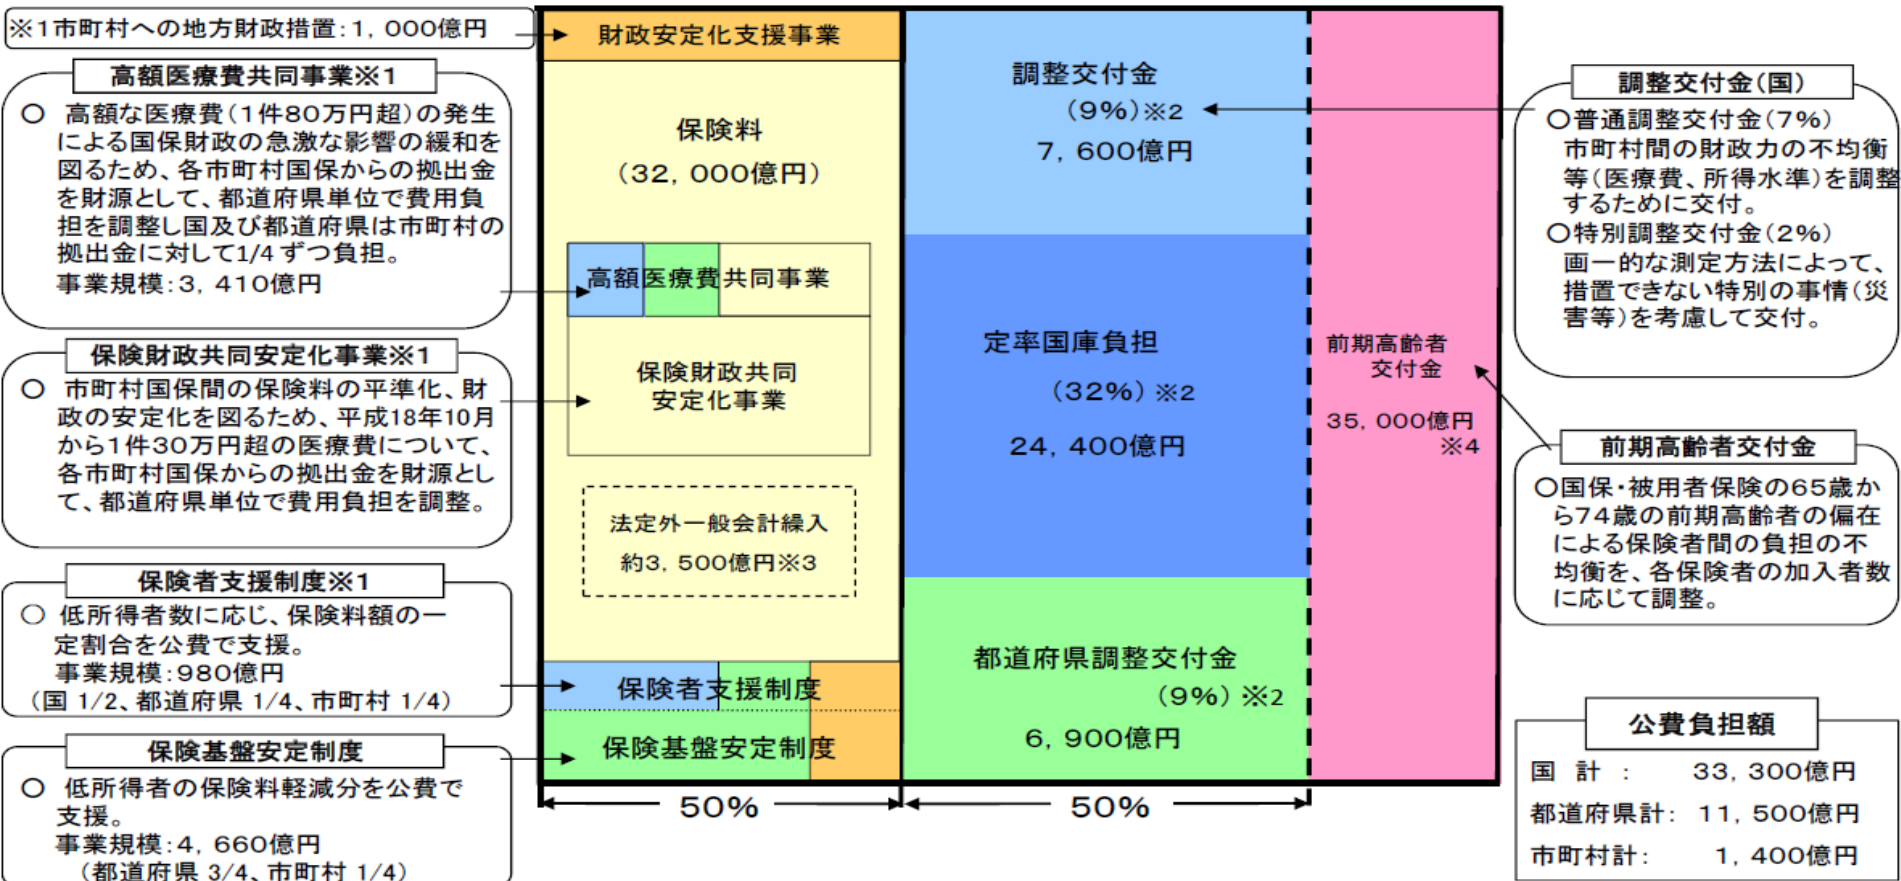 ※1市町村への地方財政措置:1,000億円
高額医療費共同事業※1
○ 高額な医療費(1件80万円超)の発生
による国保財政の急激な影響の緩和を
図るため、各市町村国保からの拠出金
を財源として、都道府県単位で費用負
担を調整し国及び都道府県は市町村の
拠出金に対して1/4ずつ負担。
事業規模:3,410億円
保険財政共同安定化事業※1
○ 市町村国保間の保険料の平準化、財
政の安定化を図るため、平成18年10月
から1件30万円超の医療費について、
各市町村国保からの拠出金を財源とし
て、都道府県単位で費用負担を調整。
保険者支援制度※1
○ 低所得者数に応じ、保険料額の一
定割合を公費で支援。
事業規模:980億円
(国 1/2、都道府県 1/4、市町村 1/4)
保険基盤安定制度
○ 低所得者の保険料軽減分を公費で
支援。
事業規模:4,660億円
(都道府県 3/4、市町村 1/4)
財政安定化支援事業
保険料
(32,000億円)
高額医療費共同事業
保険財政共同
安定化事業
法定外一般会計繰入
約3,500億円※3
保険者支援制度
保険基盤安定制度
50%
調整交付金
(9%)※2
7,600億円
定率国庫負担
(32%)※2
24,400億円
都道府県調整交付金
(9%)※2
6,900億円
50%
前期高齢者
交付金
35,000億円
※4
調整交付金(国)
○普通調整交付金(7%)
市町村間の財政力の不均衡
等(医療費、所得水準)を調整
するために交付。
○特別調整交付金(2%)
画一的な測定方法によって、
措置できない特別の事情(災
害等)を考慮して交付。
前期高齢者交付金
○国保・被用者保険の65歳か
ら74歳の前期高齢者の偏在
による保険者間の負担の不
均衡を、各保険者の加入者数
に応じて調整。
公費負担額
国 計 : 33,300億円
都道府県計: 11,500億円
市町村計: 1,400億円